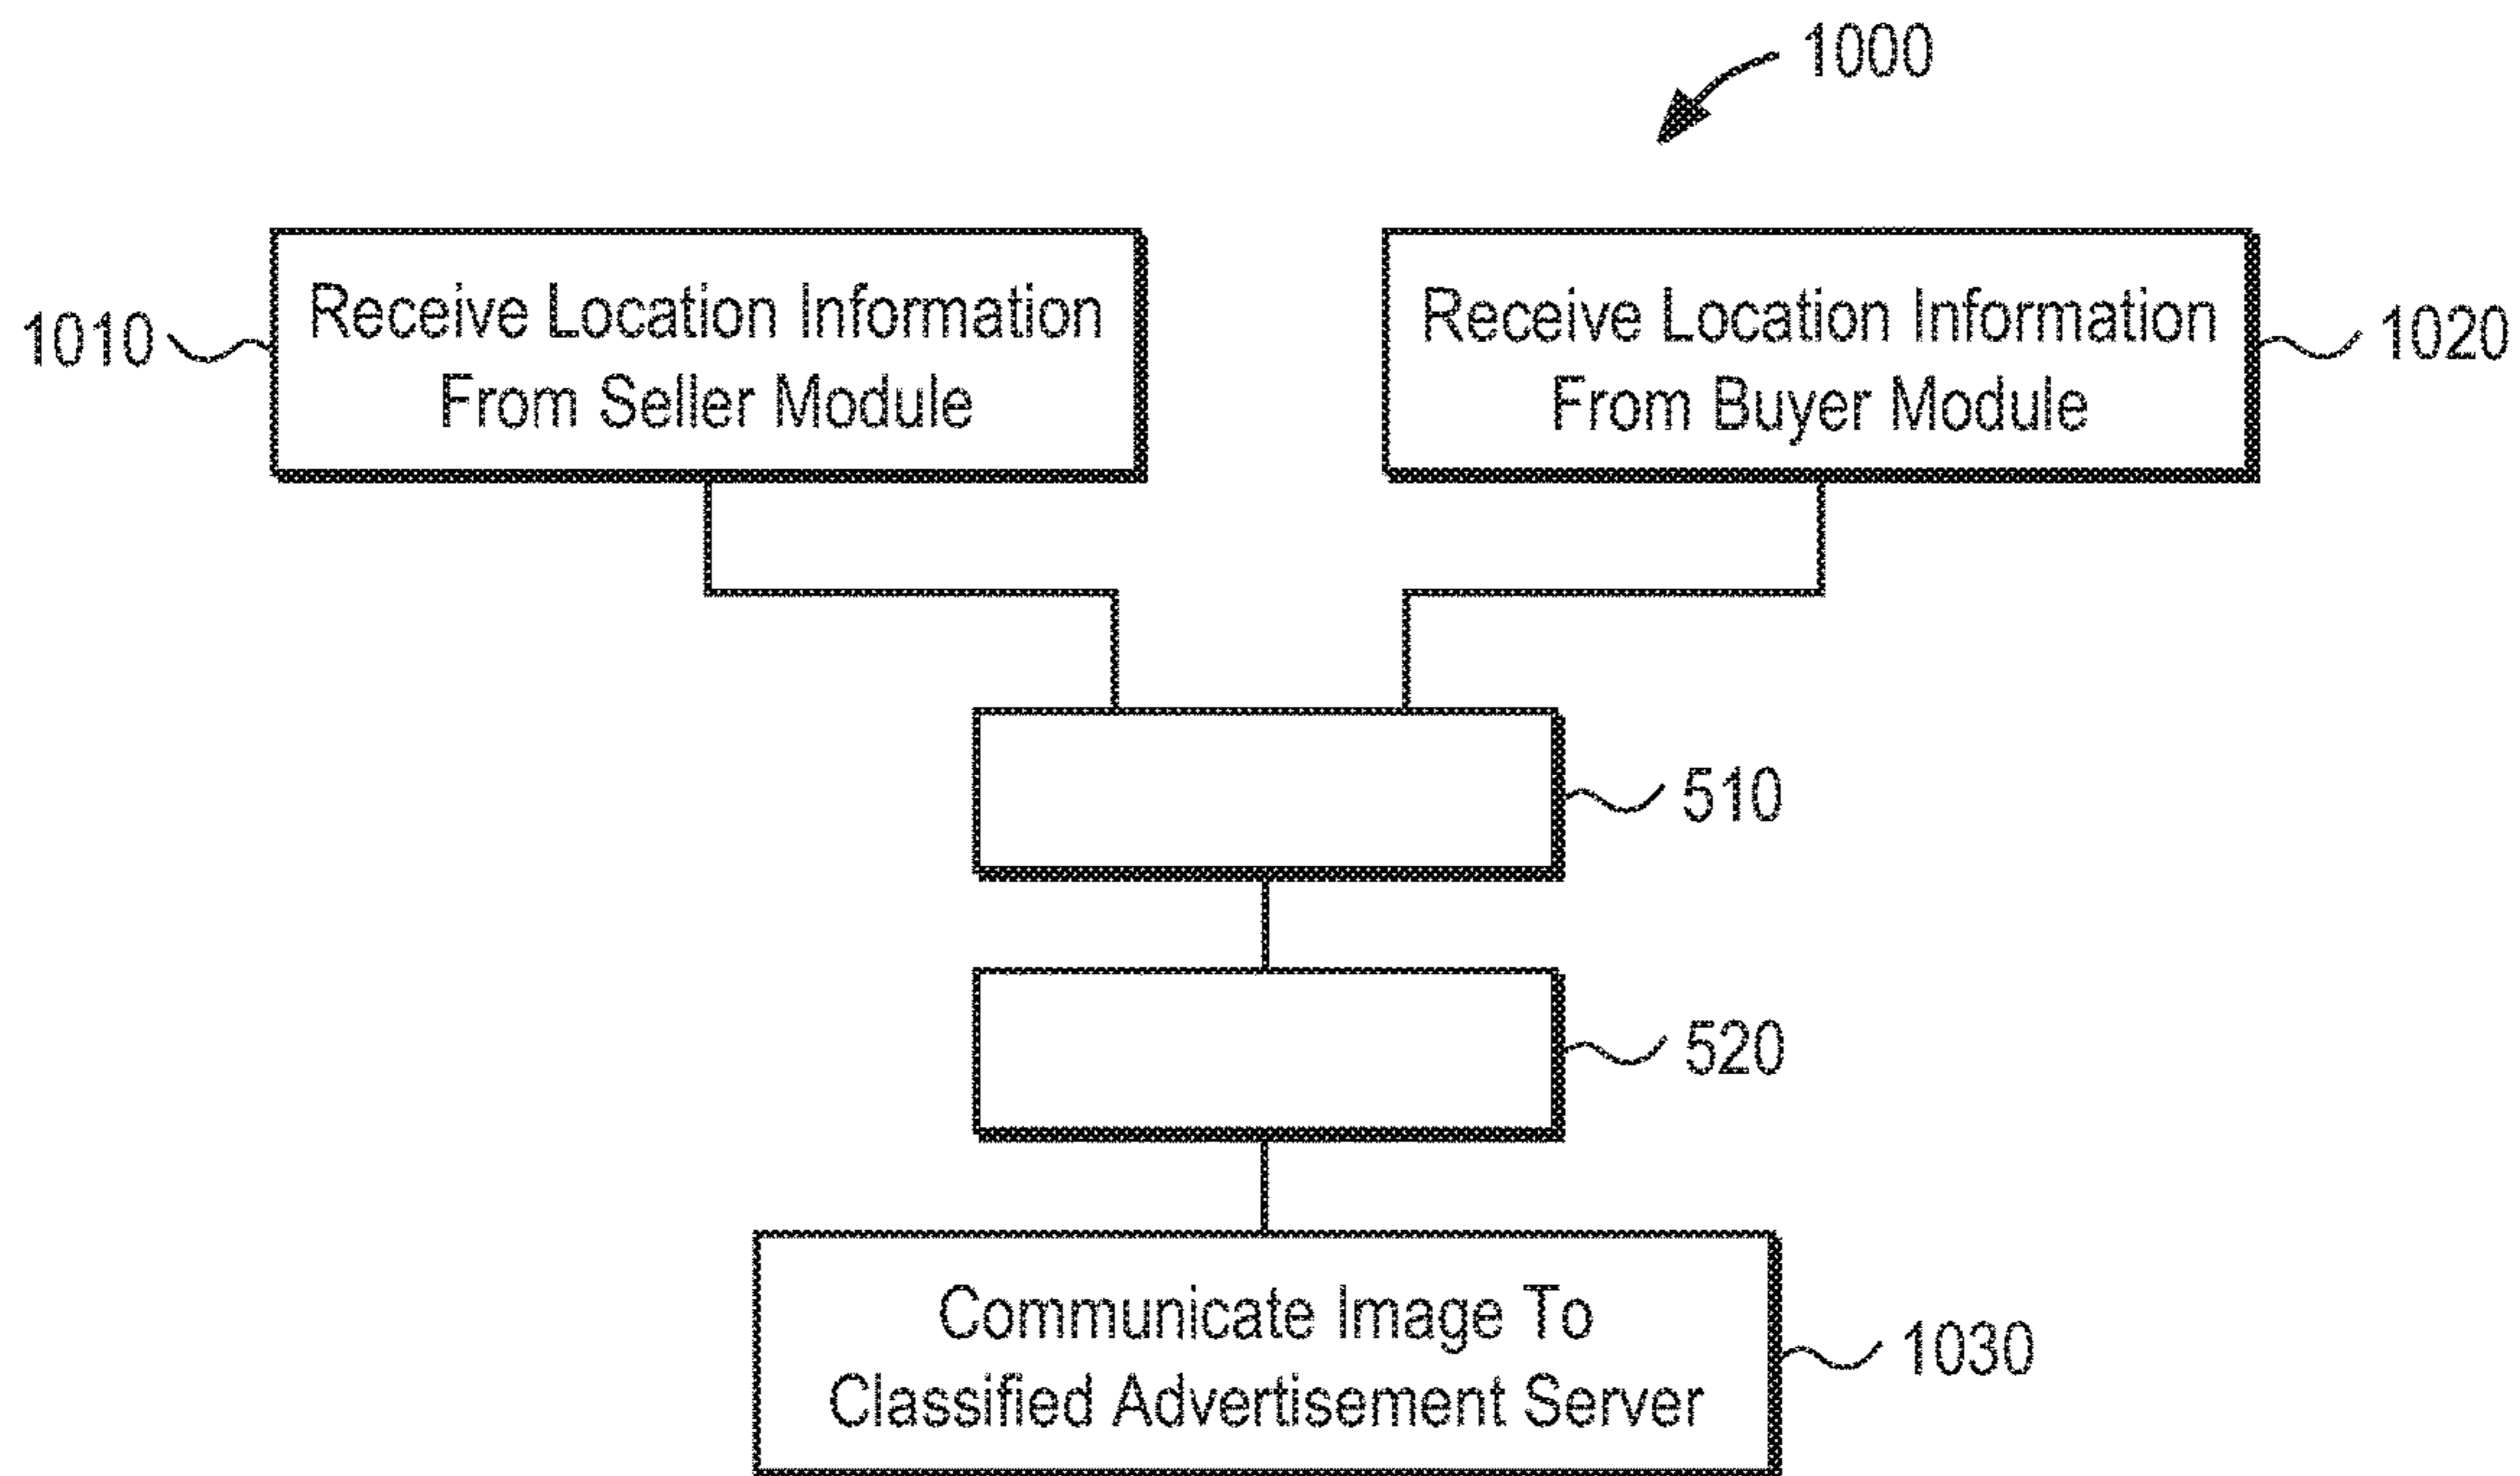 1000
1010
Receive Location Information
From Seller Module
Receive Location Information
From Buyer Module
1020
510
520
Communicate Image To
Classified Advertisement Server
1030